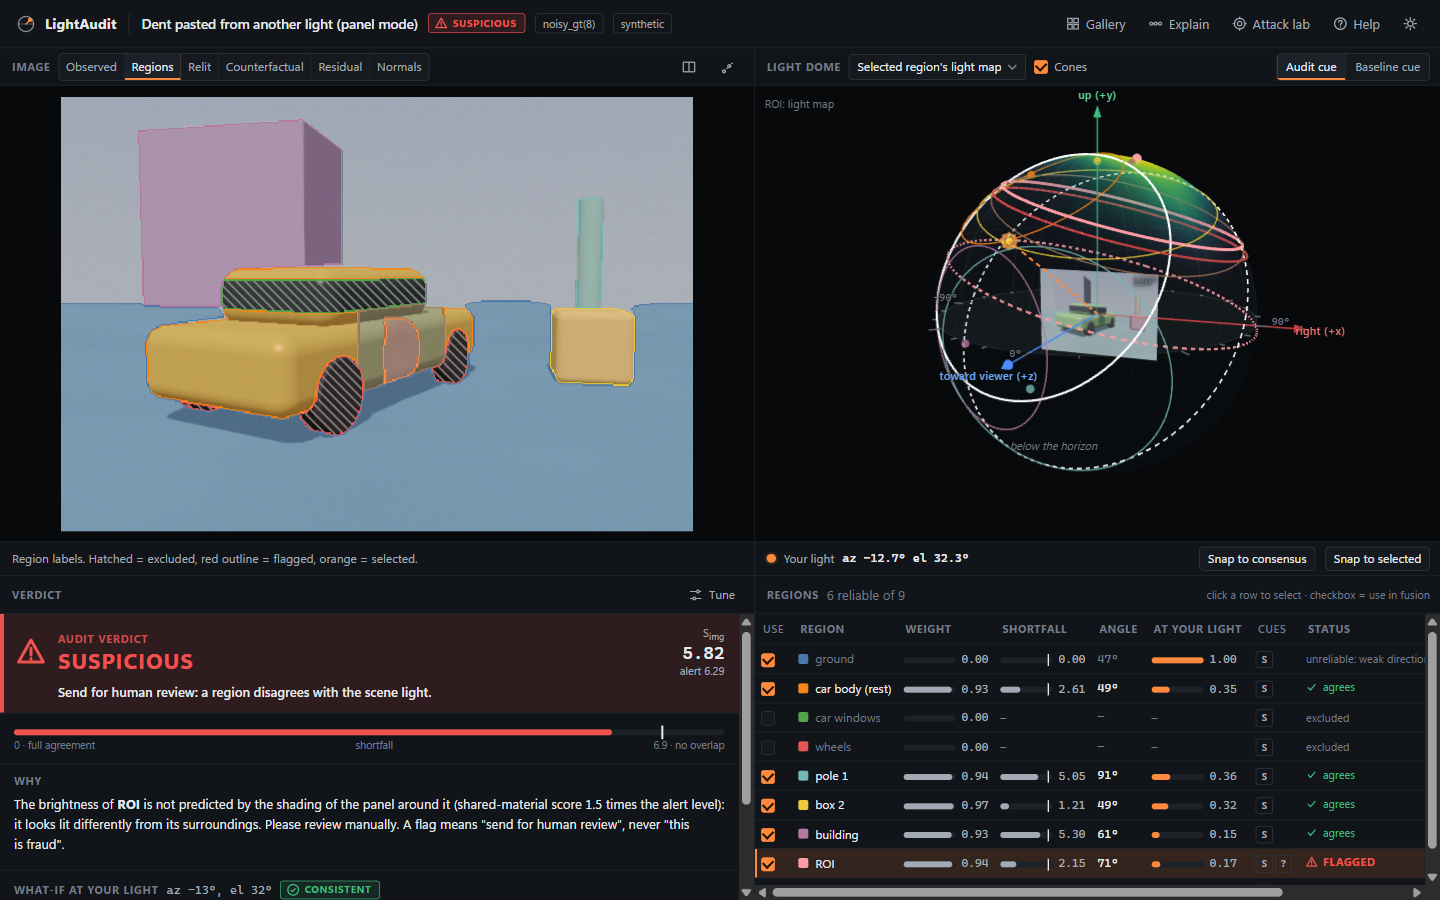 LightAudit Dent pasted from another light (panel mode) SUSPICIOUS noisy_gt(8) synthetic Gallery Explain Attack lab Help
IMAGE Observed Regions Relit Counterfactual Residual Normals
LIGHT DOME Selected region's light map Cones Audit cue Baseline cue
ROI: light map
up (+y)
-90°
180°
90°
right (+x)
0°
toward viewer (+z)
below the horizon
Region labels. Hatched = excluded, red outline = flagged, orange = selected.
Your light az −12.7° el 32.3° Snap to consensus Snap to selected
VERDICT Tune
AUDIT VERDICT
SUSPICIOUS
Send for human review: a region disagrees with the scene light.
Simg
5.82
alert 6.29
0 · full agreement shortfall 6.9 · no overlap
WHY
The brightness of ROI is not predicted by the shading of the panel around it (shared-material score 1.5 times the alert level):
it looks lit differently from its surroundings. Please review manually. A flag means "send for human review", never "this
is fraud".
WHAT-IF AT YOUR LIGHT az −13°, el 32° CONSISTENT
REGIONS 6 reliable of 9 click a row to select · checkbox = use in fusion
USE REGION WEIGHT SHORTFALL ANGLE AT YOUR LIGHT CUES STATUS
ground 0.00 0.00 47° 1.00 S unreliable: weak direction
car body (rest) 0.93 2.61 49° 0.35 S agrees
car windows 0.00 – – – S excluded
wheels 0.00 – – – S excluded
pole 1 0.94 5.05 91° 0.36 S agrees
box 2 0.97 1.21 49° 0.32 S agrees
building 0.93 5.30 61° 0.15 S agrees
ROI 0.94 2.15 71° 0.17 S ? FLAGGED